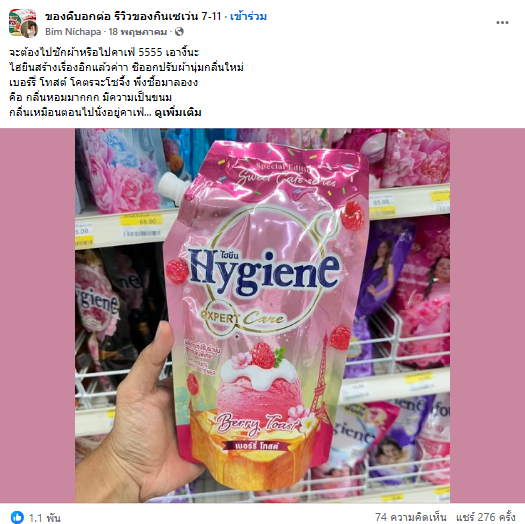 ของดีบอกต่อ รีวิวของกินเซเว่น 7-11 · เข้าร่วม
Bim Nichapa · 18 พฤษภาคม
จะต้องไปซักผ้าหรือไปคาเฟ่ 5555 เอางี้นะ
ไฮยีนสร้างเรื่องอีกแล้วค่าา ชีออกปรับผ้านุ่มกลิ่นใหม่
เบอร์รี่ โทสต์ โคตรจะโชจึ้ง พึ่งซื้อมาลองงง
คือ กลิ่นหอมมากกก มีความเป็นขนม
กลิ่นเหมือนตอนไปนั่งอยู่คาเฟ่... ดูเพิ่มเติม
Special Edition
Sweet Cafe series
ไฮยีน
Hygiene
EXPERT Care
Berry Toast
เบอร์รี่ โทสต์
65.00
giene
1.1 พัน
74 ความคิดเห็น แชร์ 276 ครั้ง